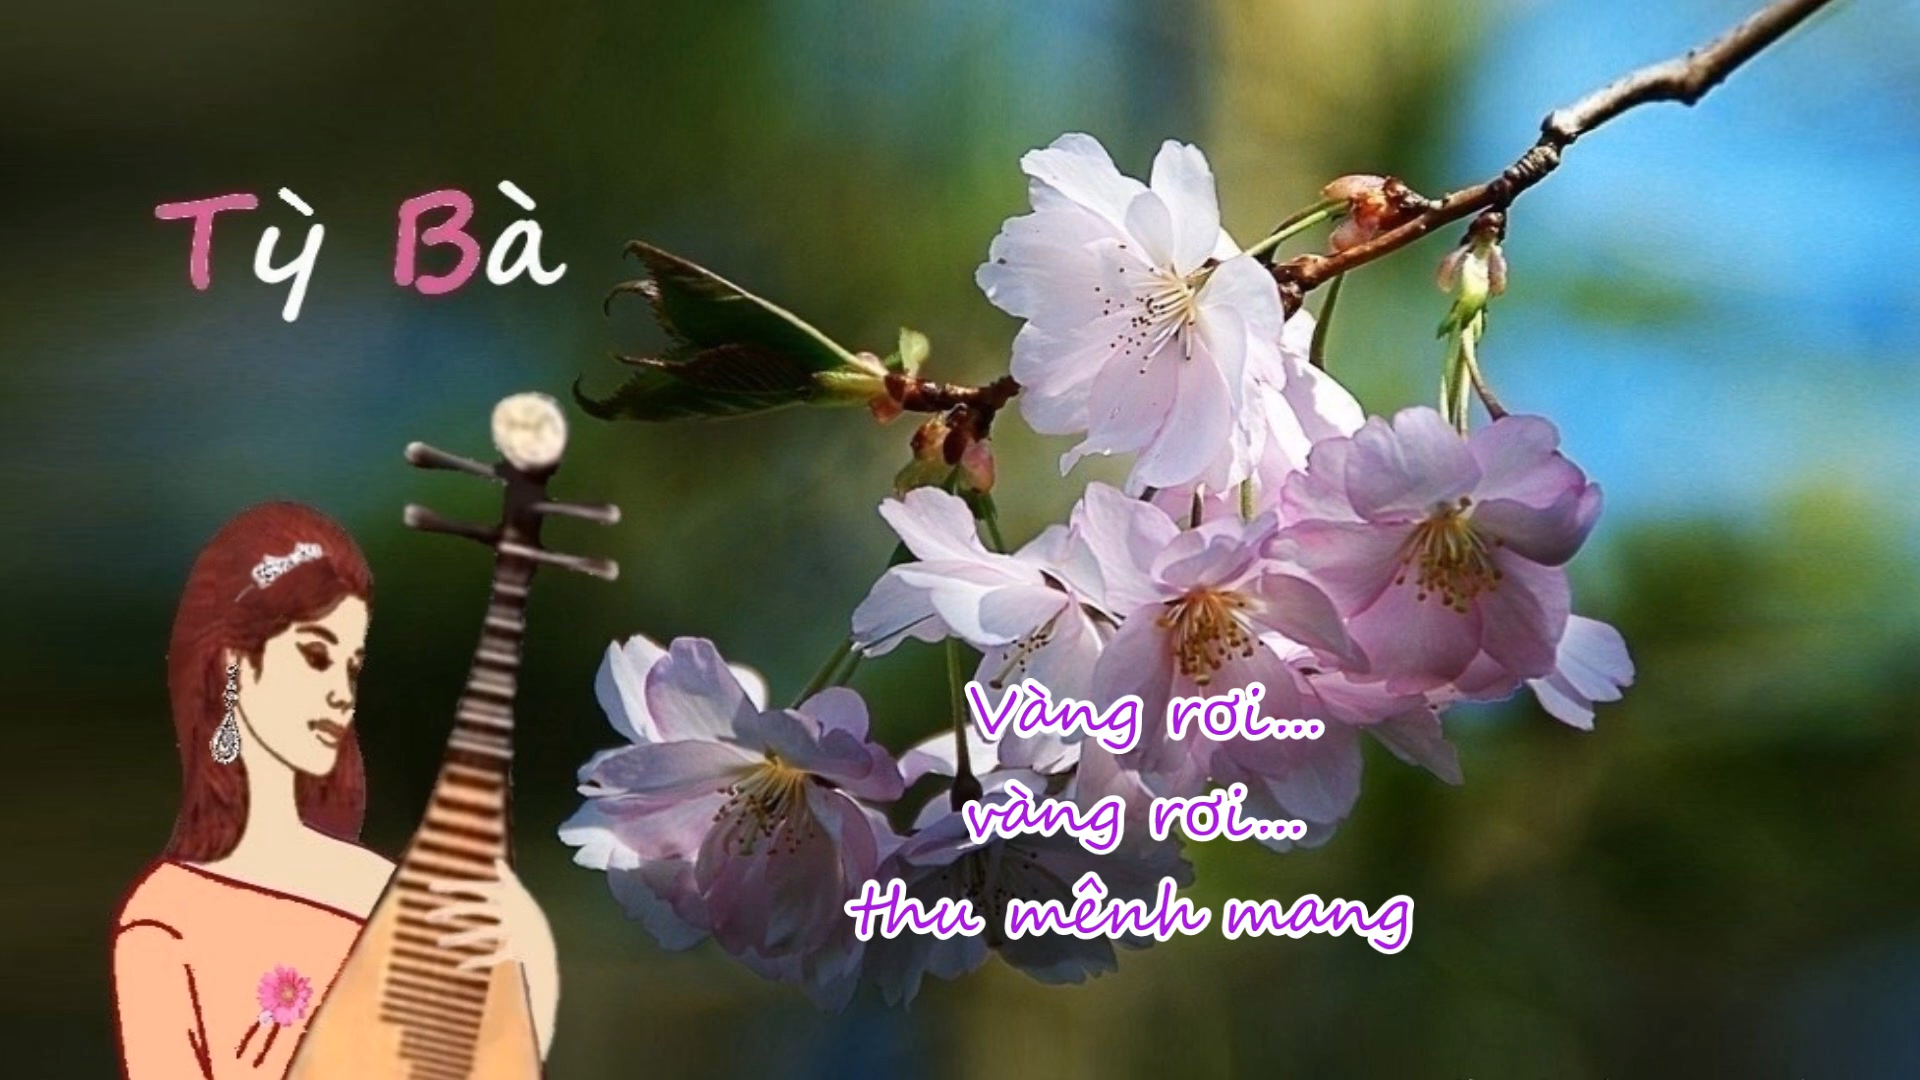 Tỳ Bà
Vàng rơi...
vàng rơi...
thu mênh mang